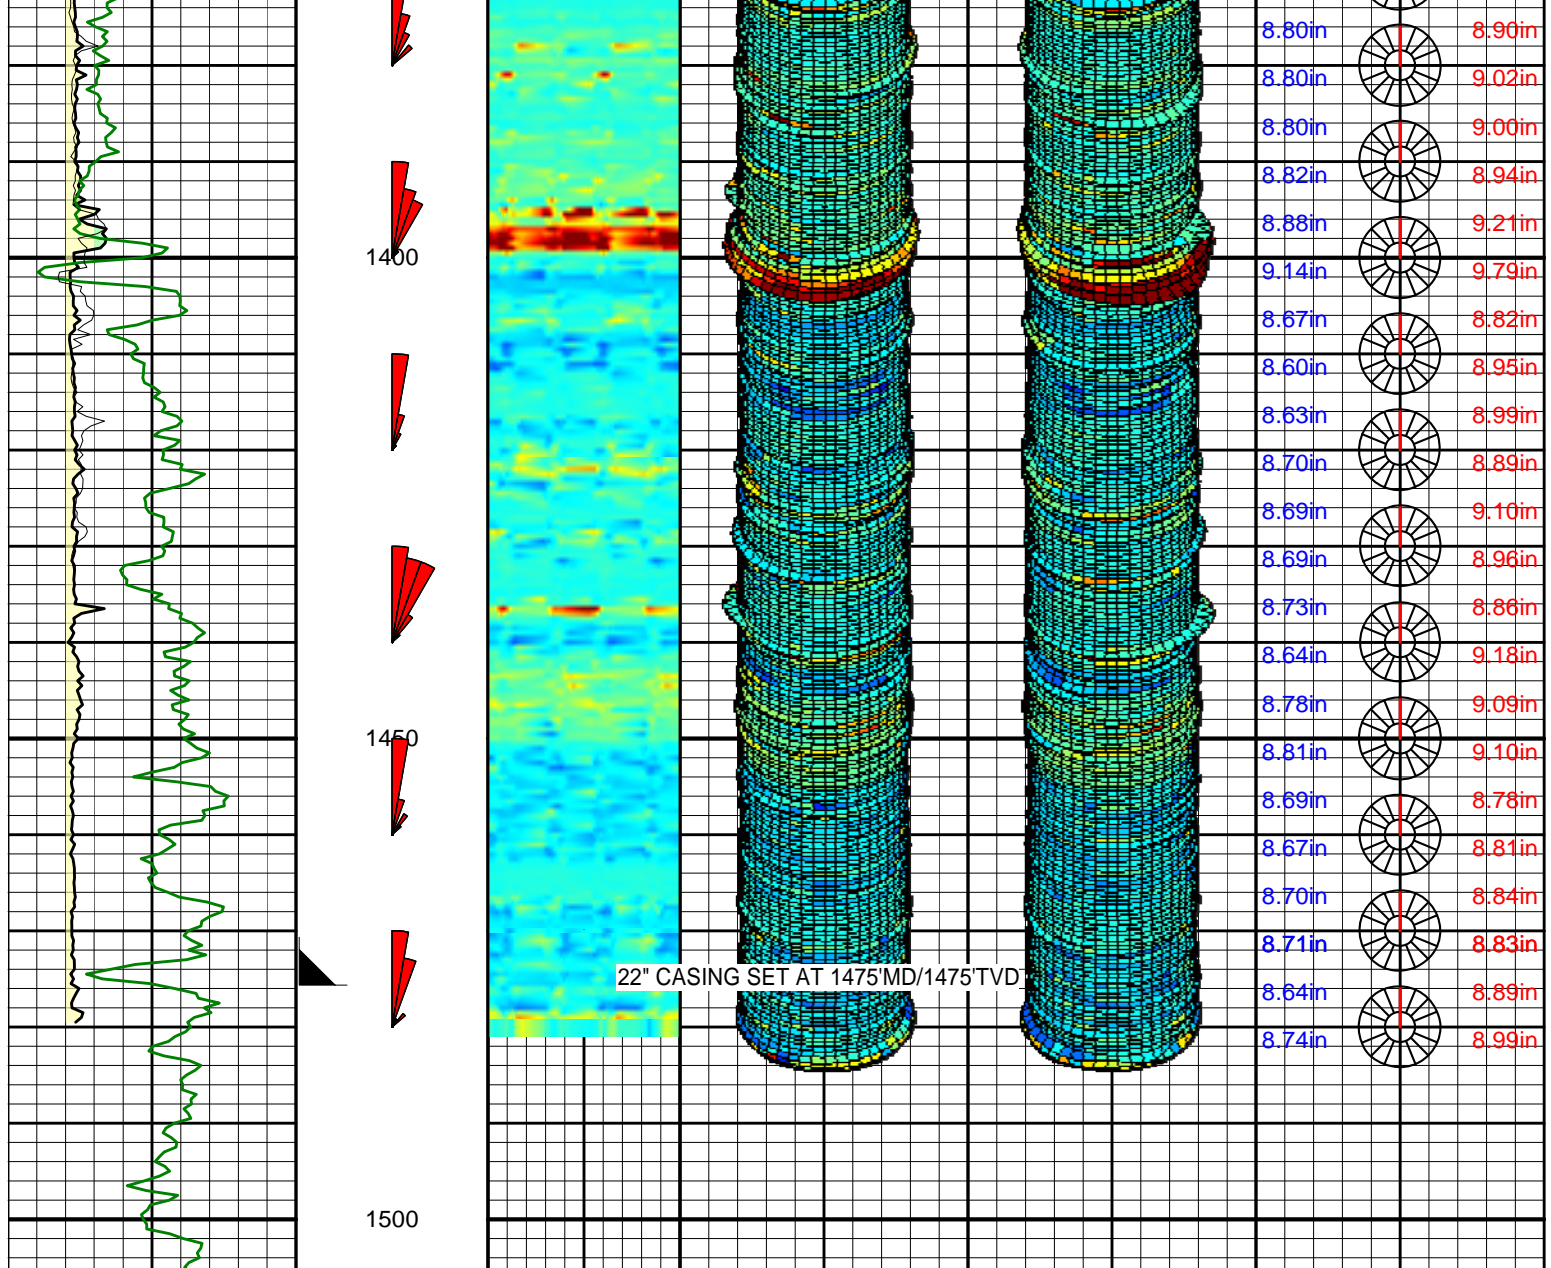 8.80in 8.90in
8.80in 9.02in
8.80in 9.00in
8.82in 8.94in
8.88in 9.21in
1400
9.14in 9.79in
8.67in 8.82in
8.60in 8.95in
8.63in 8.99in
8.70in 8.89in
8.69in 9.10in
8.69in 8.96in
8.73in 8.86in
8.64in 9.18in
8.78in 9.09in
1450
8.81in 9.10in
8.69in 8.78in
8.67in 8.81in
8.70in 8.84in
8.71in 8.83in
22" CASING SET AT 1475'MD/1475'TVD
8.64in 8.89in
8.74in 8.99in
1500